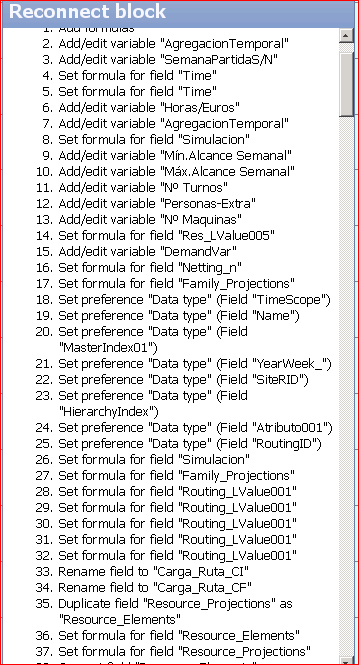 Reconnect block
1. Add formulas
2. Add/edit variable "AgregacionTemporal"
3. Add/edit variable "SemanaPartidaS/N"
4. Set formula for field "Time"
5. Set formula for field "Time"
6. Add/edit variable "Horas/Euros"
7. Add/edit variable "AgregacionTemporal"
8. Set formula for field "Simulacion"
9. Add/edit variable "Mín.Alcance Semanal"
10. Add/edit variable "Máx.Alcance Semanal"
11. Add/edit variable "Nº Turnos"
12. Add/edit variable "Personas-Extra"
13. Add/edit variable "Nº Maquinas"
14. Set formula for field "Res_LValue005"
15. Add/edit variable "DemandVar"
16. Set formula for field "Netting_n"
17. Set formula for field "Family_Projections"
18. Set preference "Data type" (Field "TimeScope")
19. Set preference "Data type" (Field "Name")
20. Set preference "Data type" (Field
"MasterIndex01")
21. Set preference "Data type" (Field "YearWeek_")
22. Set preference "Data type" (Field "SiteRID")
23. Set preference "Data type" (Field
"HierarchyIndex")
24. Set preference "Data type" (Field "Atributo001")
25. Set preference "Data type" (Field "RoutingID")
26. Set formula for field "Simulacion"
27. Set formula for field "Family_Projections"
28. Set formula for field "Routing_LValue001"
29. Set formula for field "Routing_LValue001"
30. Set formula for field "Routing_LValue001"
31. Set formula for field "Routing_LValue001"
32. Set formula for field "Routing_LValue001"
33. Rename field to "Carga_Ruta_CI"
34. Rename field to "Carga_Ruta_CF"
35. Duplicate field "Resource_Projections" as
"Resource_Elements"
36. Set formula for field "Resource_Elements"
37. Set formula for field "Resource_Projections"